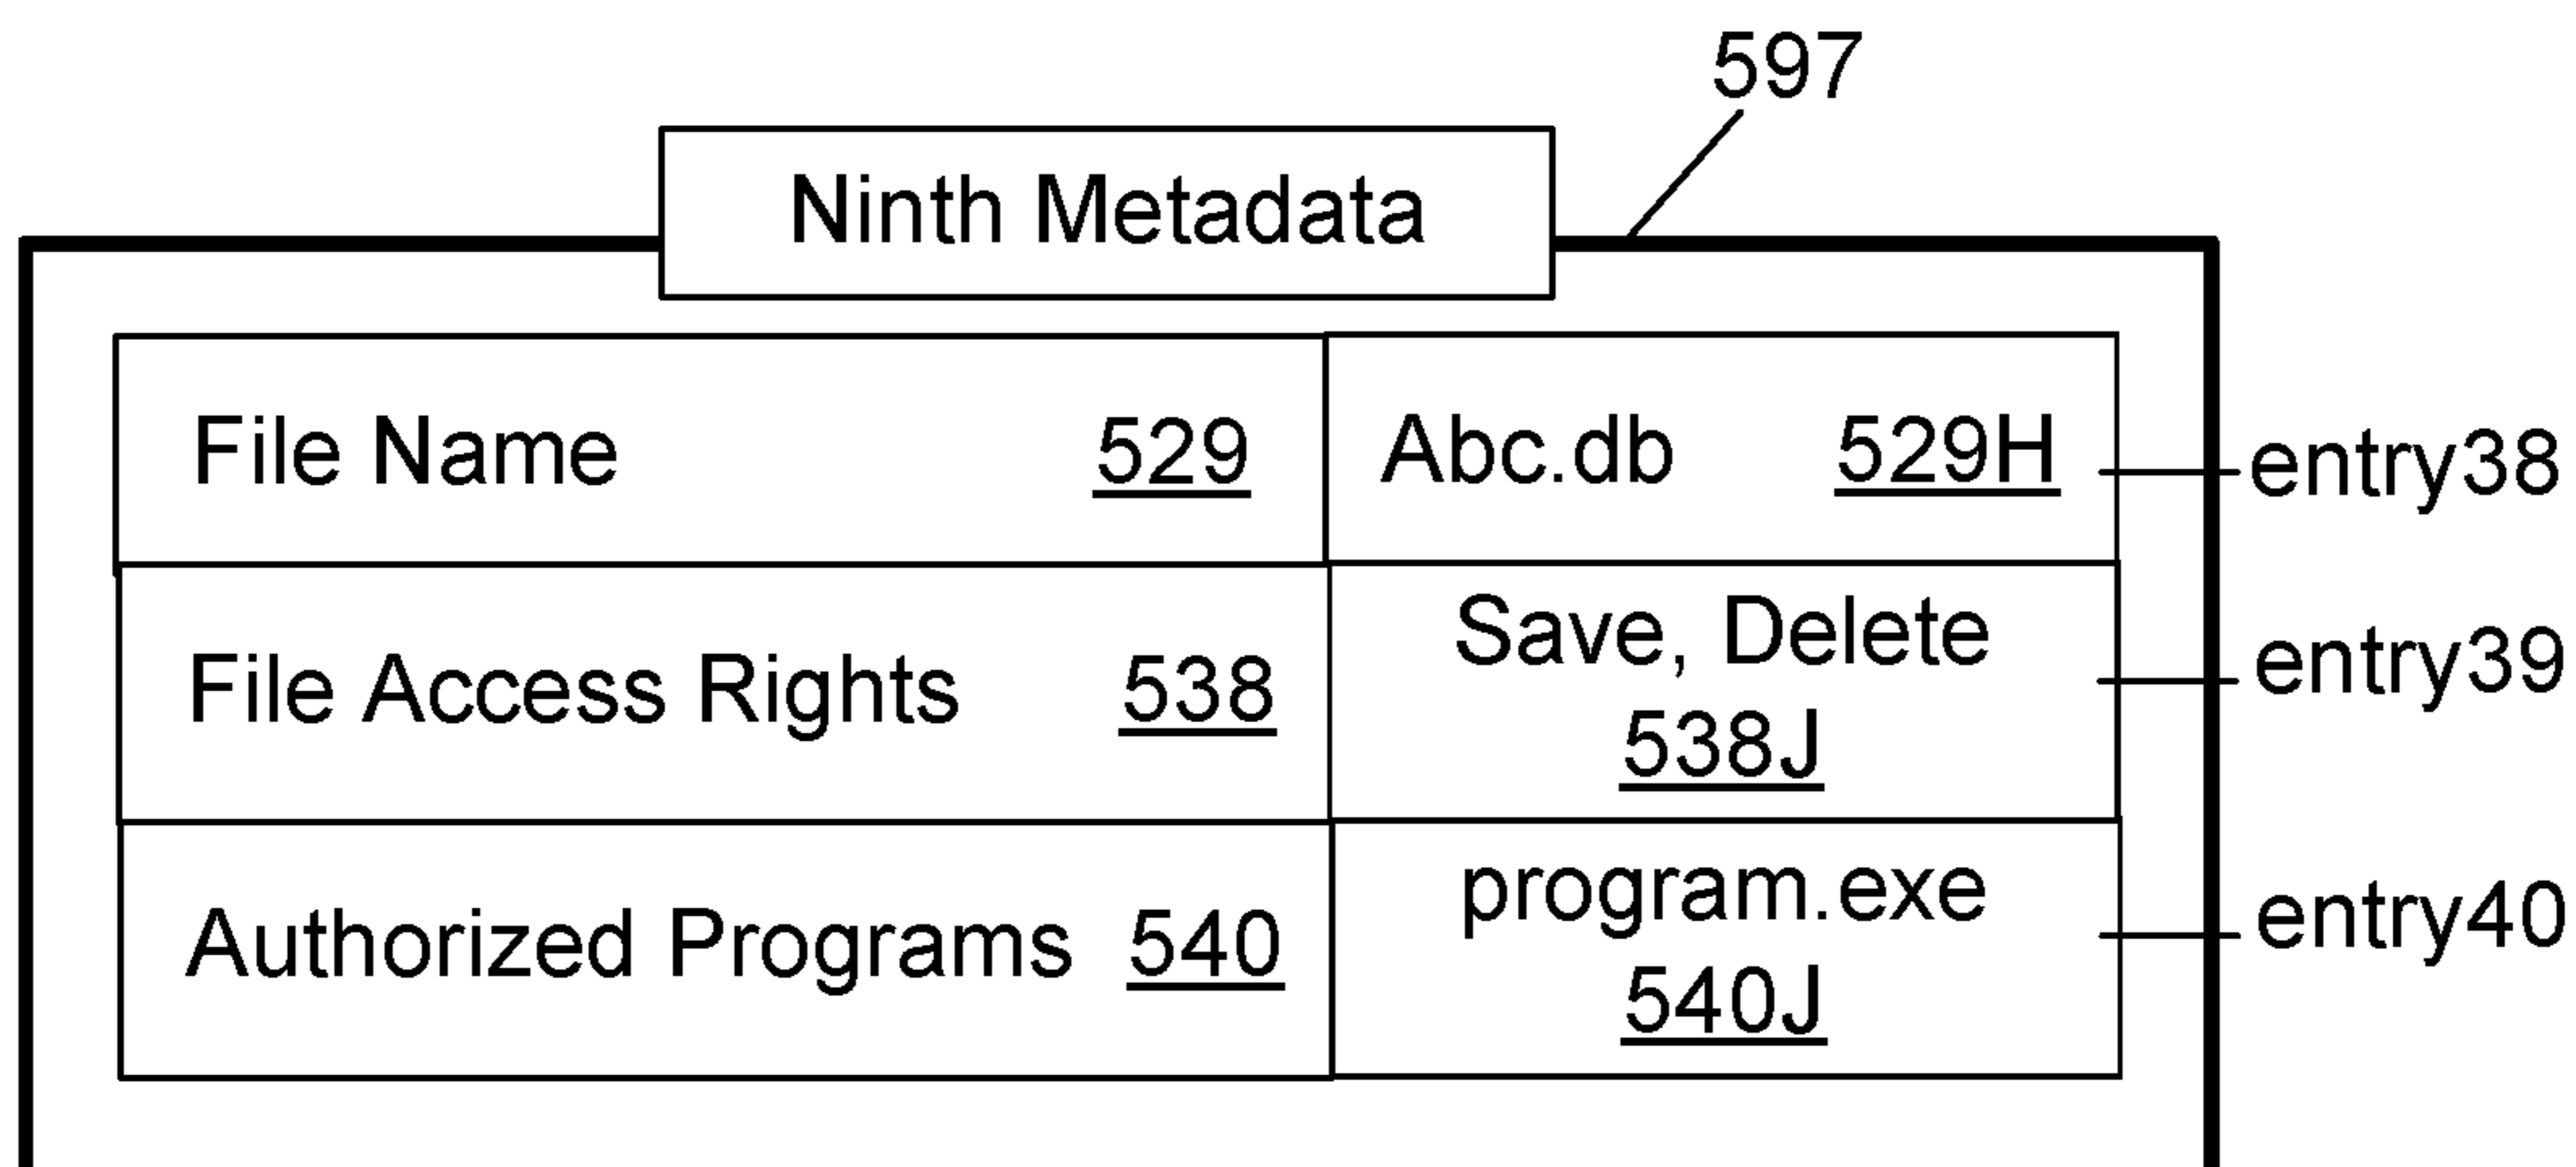 597
Ninth Metadata
File Name 529 Abc.db 529H entry38
File Access Rights 538 Save, Delete 538J entry39
Authorized Programs 540 program.exe 540J entry40